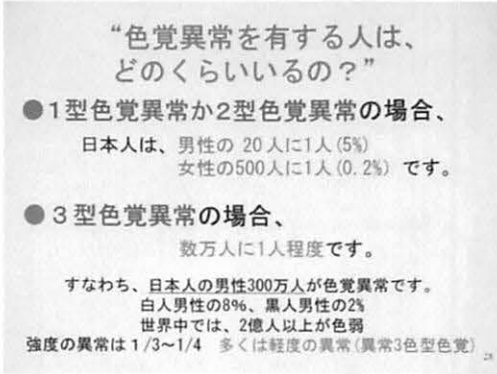 “色覚異常を有する人は、
どのくらいいるの？”
●1型色覚異常か2型色覚異常の場合、
日本人は、男性の 20人に1人(5%)
女性の500人に1人(0.2%) です。
●3型色覚異常の場合、
数万人に1人程度です。
すなわち、日本人の男性300万人が色覚異常です。
白人男性の8%、黒人男性の2%
世界中では、2億人以上が色弱
強度の異常は1/3～1/4 多くは軽度の異常(異常3色型色覚)